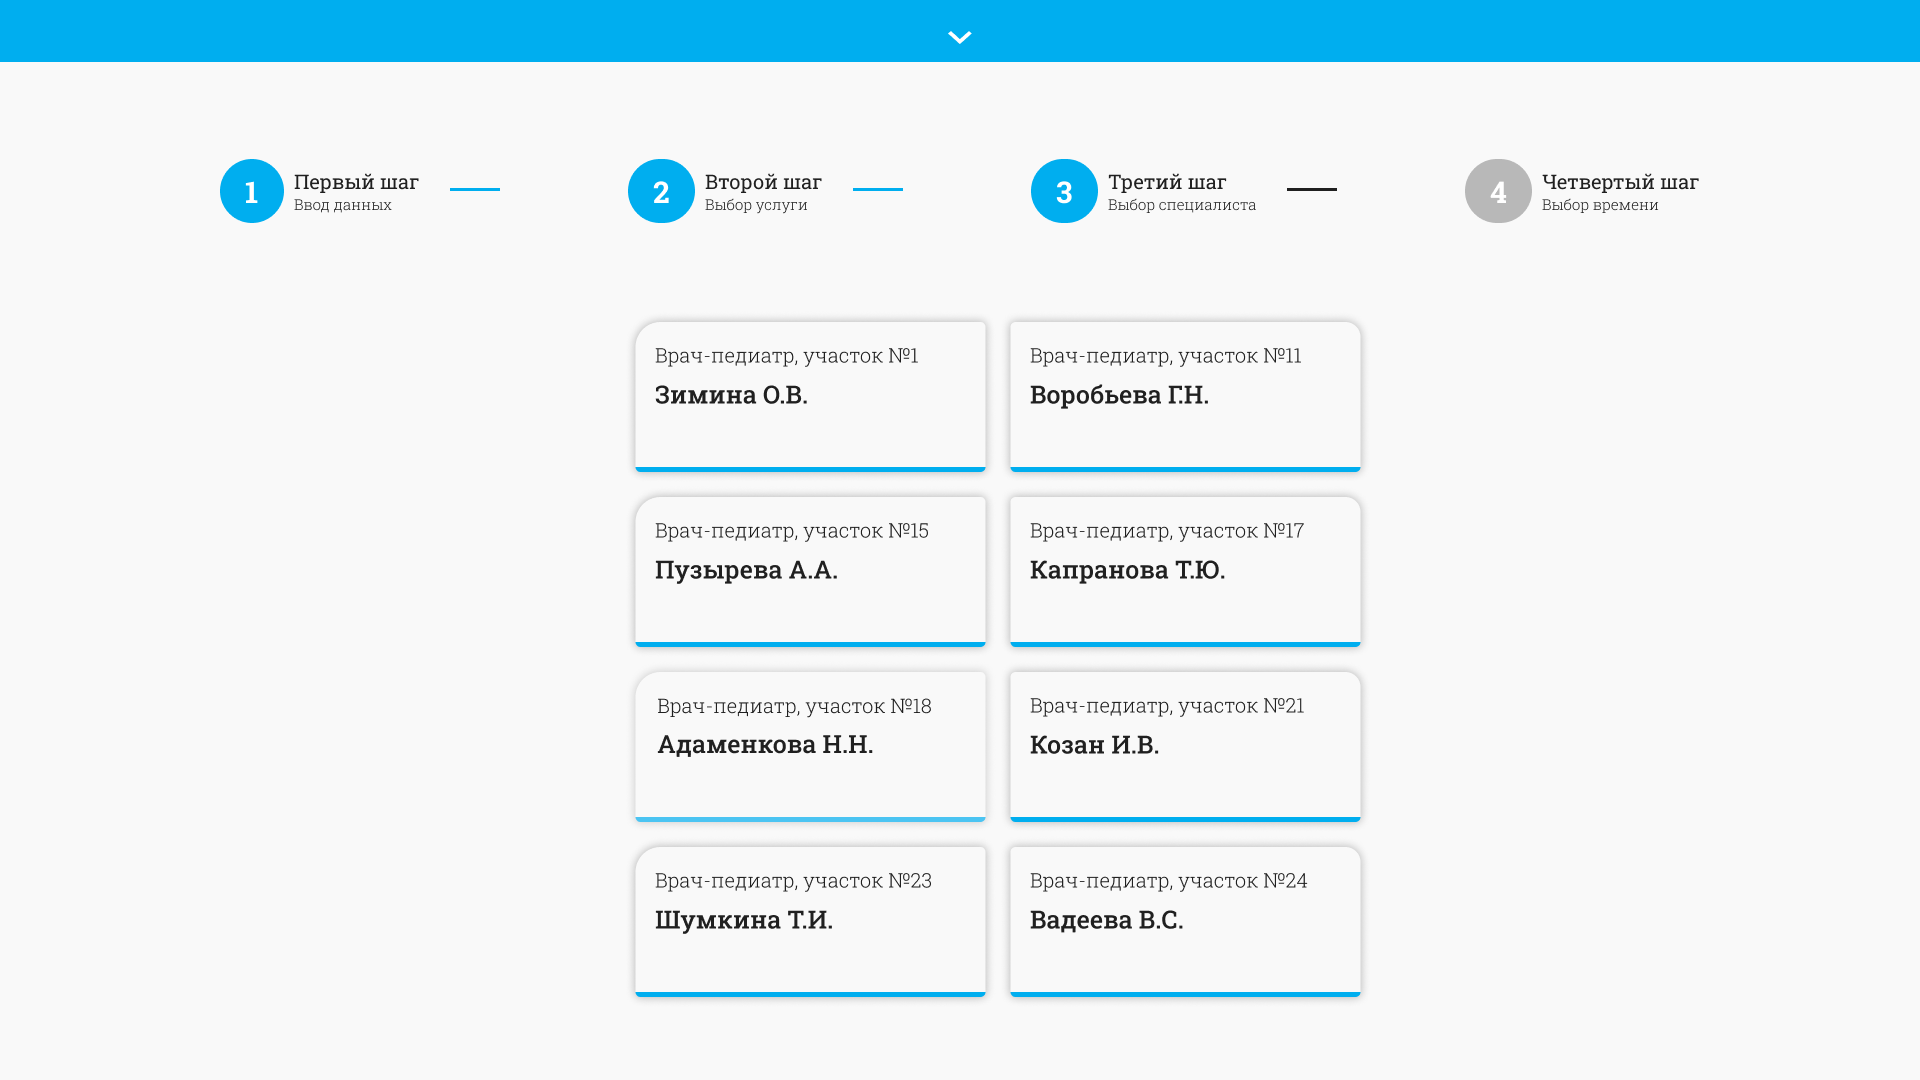 1
Первый шаг
Ввод данных
2
Второй шаг
Выбор услуги
3
Третий шаг
Выбор специалиста
4
Четвертый шаг
Выбор времени
Врач-педиатр, участок №1
Зимина О.В.
Врач-педиатр, участок №11
Воробьева Г.Н.
Врач-педиатр, участок №15
Пузырева А.А.
Врач-педиатр, участок №17
Капранова Т.Ю.
Врач-педиатр, участок №18
Адаменкова Н.Н.
Врач-педиатр, участок №21
Козан И.В.
Врач-педиатр, участок №23
Шумкина Т.И.
Врач-педиатр, участок №24
Вадеева В.С.